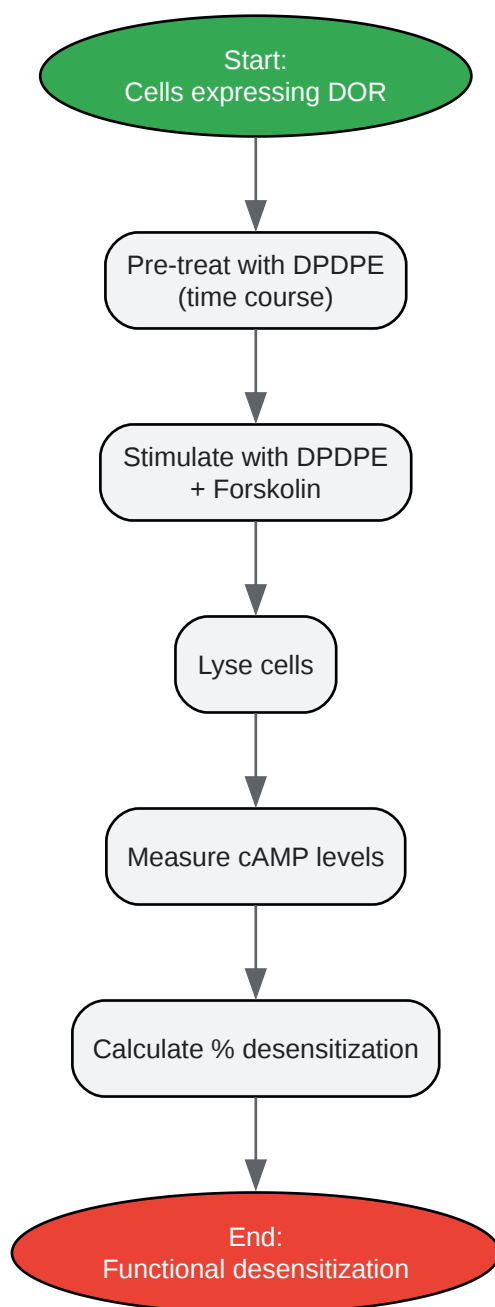 Start:
Cells expressing DOR
Pre-treat with DPDPE
(time course)
Stimulate with DPDPE
+ Forskolin
Lyse cells
Measure cAMP levels
Calculate % desensitization
End:
Functional desensitization